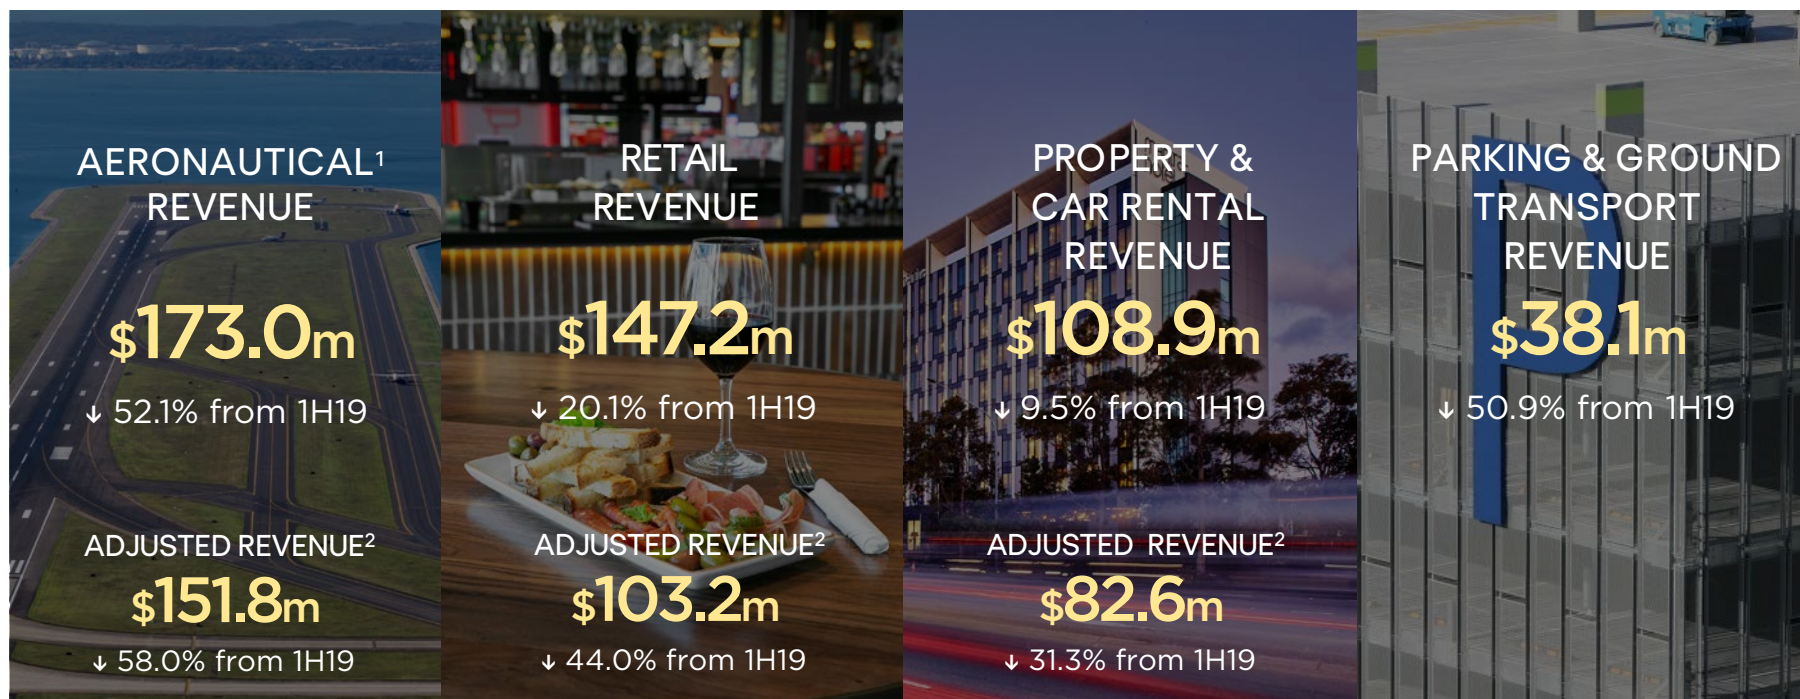 AERONAUTICAL¹
REVENUE
$173.0m
↓ 52.1% from 1H19
ADJUSTED REVENUE²
$151.8m
↓ 58.0% from 1H19
RETAIL
REVENUE
$147.2m
↓ 20.1% from 1H19
ADJUSTED REVENUE²
$103.2m
↓ 44.0% from 1H19
PROPERTY &
CAR RENTAL
REVENUE
$108.9m
↓ 9.5% from 1H19
ADJUSTED REVENUE²
$82.6m
↓ 31.3% from 1H19
PARKING & GROUND
TRANSPORT
REVENUE
$38.1m
↓ 50.9% from 1H19
P